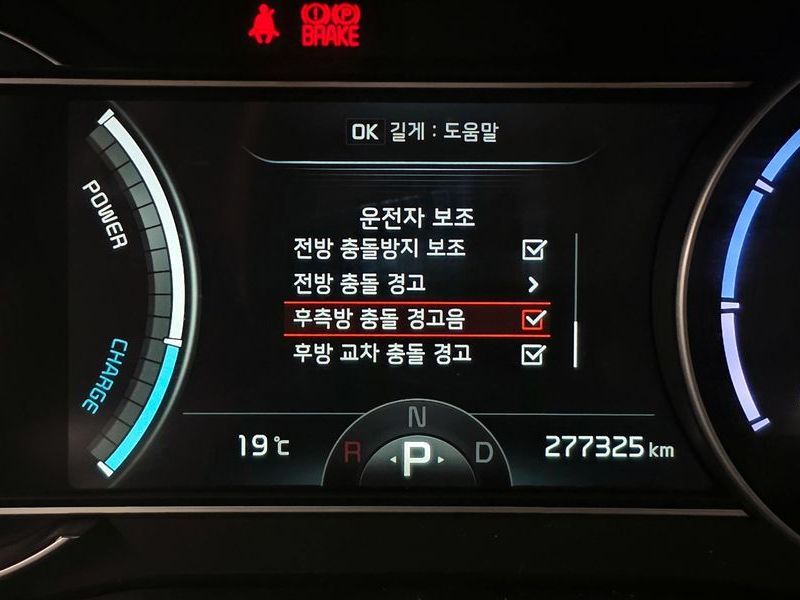 BRAKE
OK 길게 : 도움말
운전자 보조
전방 충돌방지 보조
전방 충돌 경고
후측방 충돌 경고음
후방 교차 충돌 경고
POWER
CHARGE
19℃
R N P D
277325 km